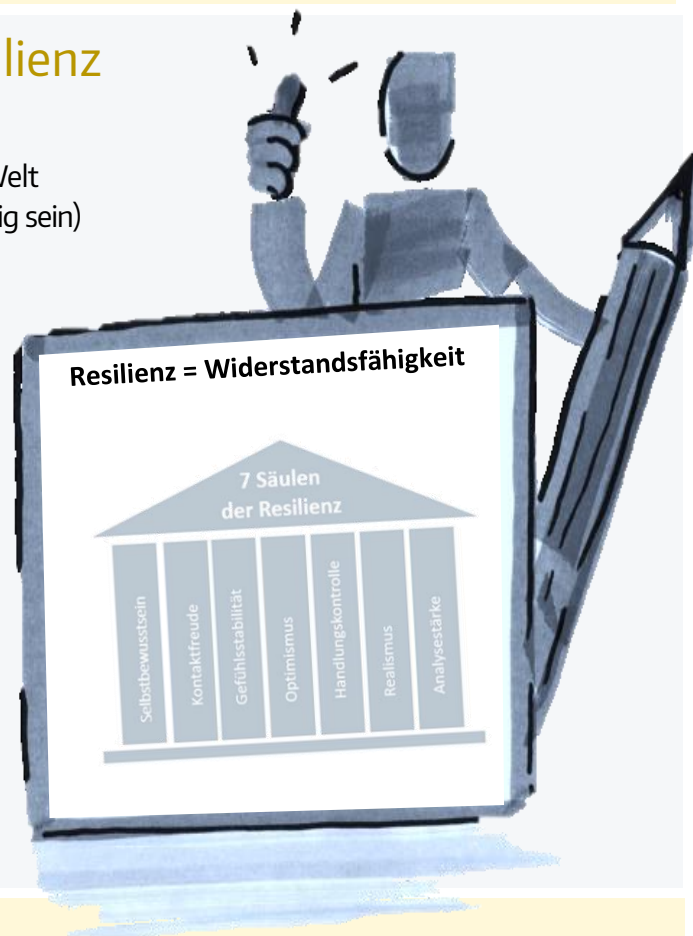 lienz
Welt
ig sein)
Resilienz = Widerstandsfähigkeit
7 Säulen
der Resilienz
Selbstbewusstsein
Kontaktfreude
Gefühlsstabilität
Optimismus
Handlungskontrolle
Realismus
Analysestärke